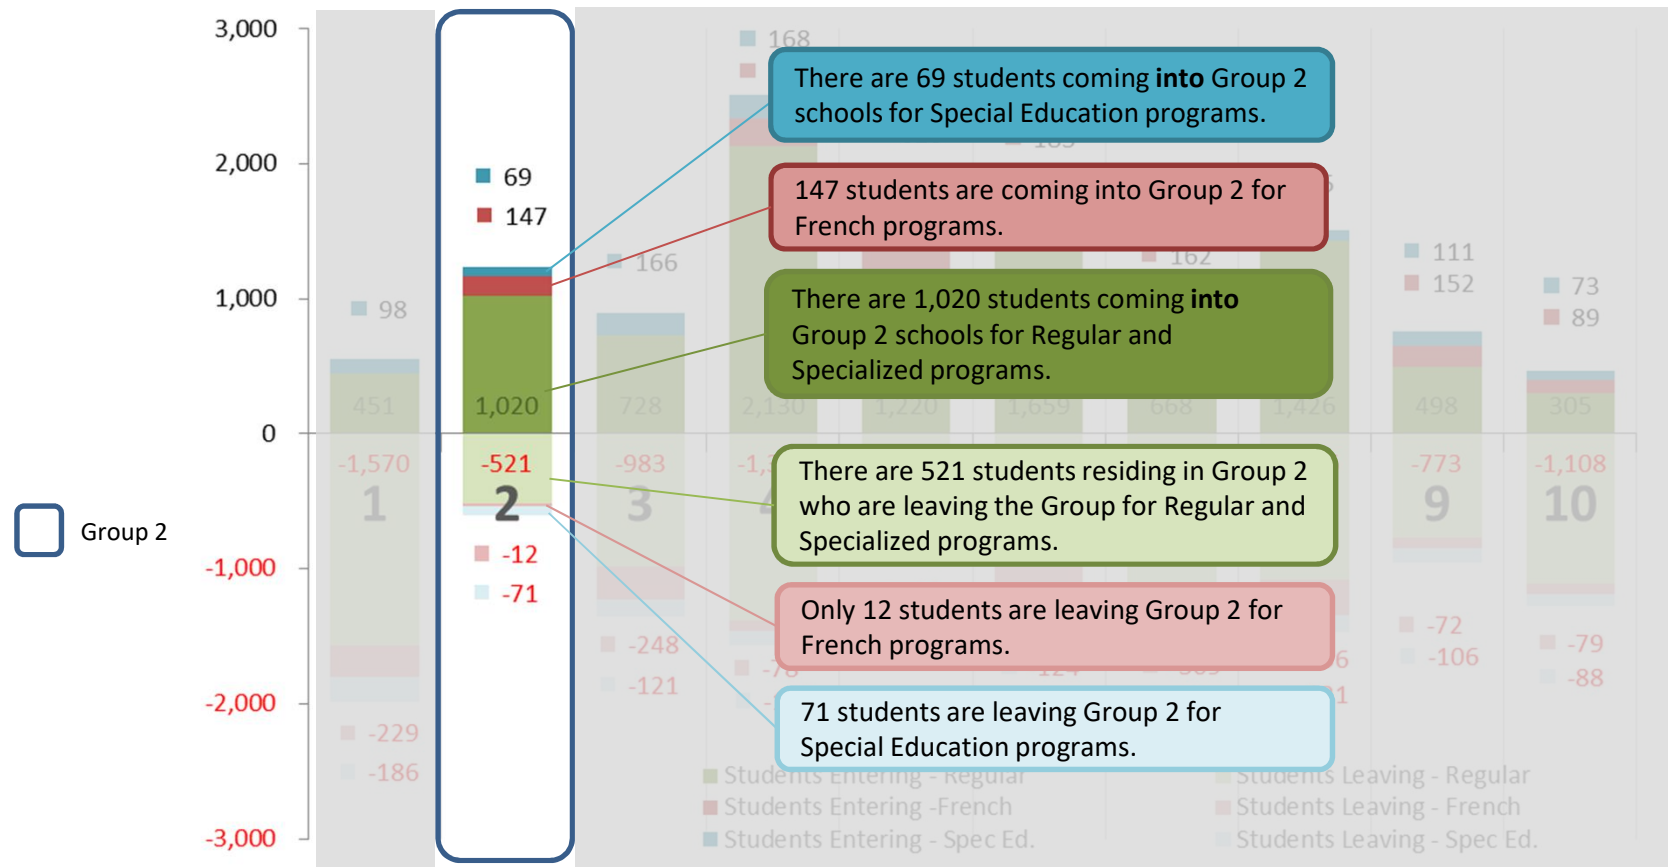 3,000
2,000
1,000
0
-1,000
-2,000
-3,000
Group 2
98
451
-1,570
1
-229
-186
69
147
1,020
-521
2
-12
-71
166
728
-983
3
-248
-121
168
2,130
-78
1,220
1,659
-124
162
668
1,426
111
152
498
-773
9
-72
-106
73
89
305
-1,108
10
-79
-88
There are 69 students coming into Group 2
schools for Special Education programs.
147 students are coming into Group 2 for
French programs.
There are 1,020 students coming into
Group 2 schools for Regular and
Specialized programs.
There are 521 students residing in Group 2
who are leaving the Group for Regular and
Specialized programs.
Only 12 students are leaving Group 2 for
French programs.
71 students are leaving Group 2 for
Special Education programs.
Students Entering - Regular
Students Leaving - Regular
Students Entering -French
Students Leaving - French
Students Entering - Spec Ed.
Students Leaving - Spec Ed.